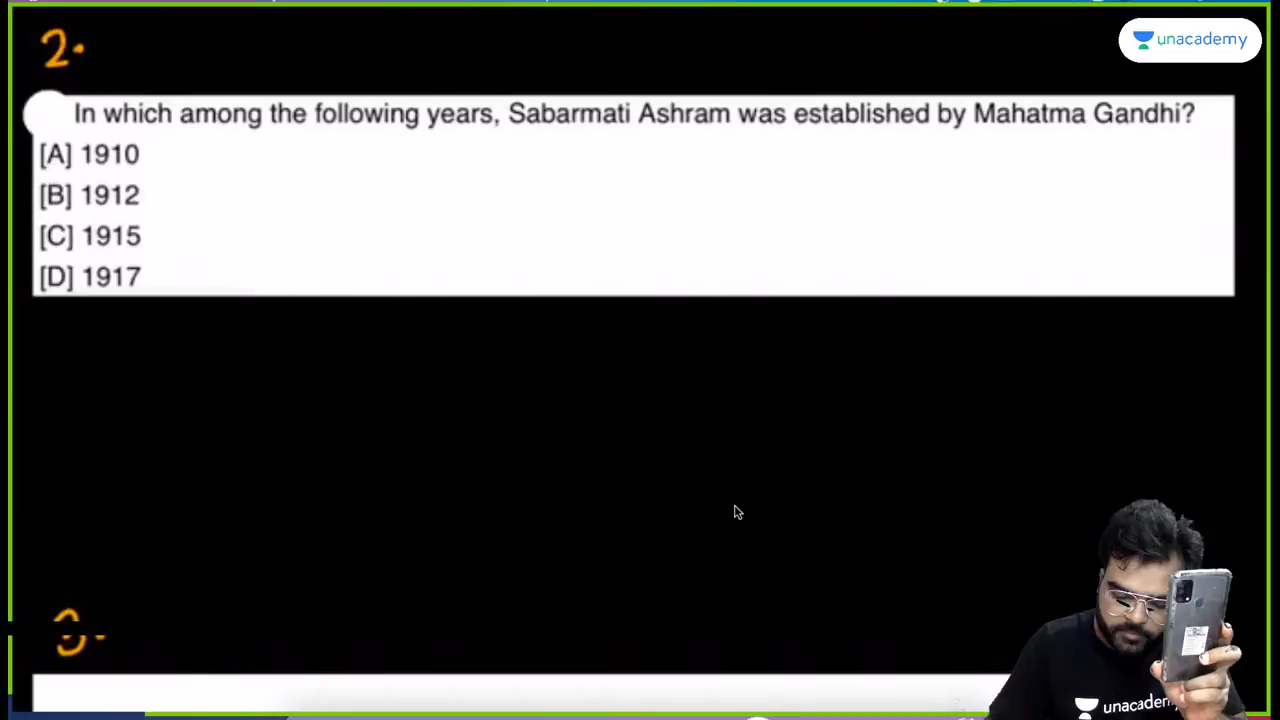 2.
unacademy
In which among the following years, Sabarmati Ashram was established by Mahatma Gandhi?
[A] 1910
[B] 1912
[C] 1915
[D] 1917
3.
unacademy